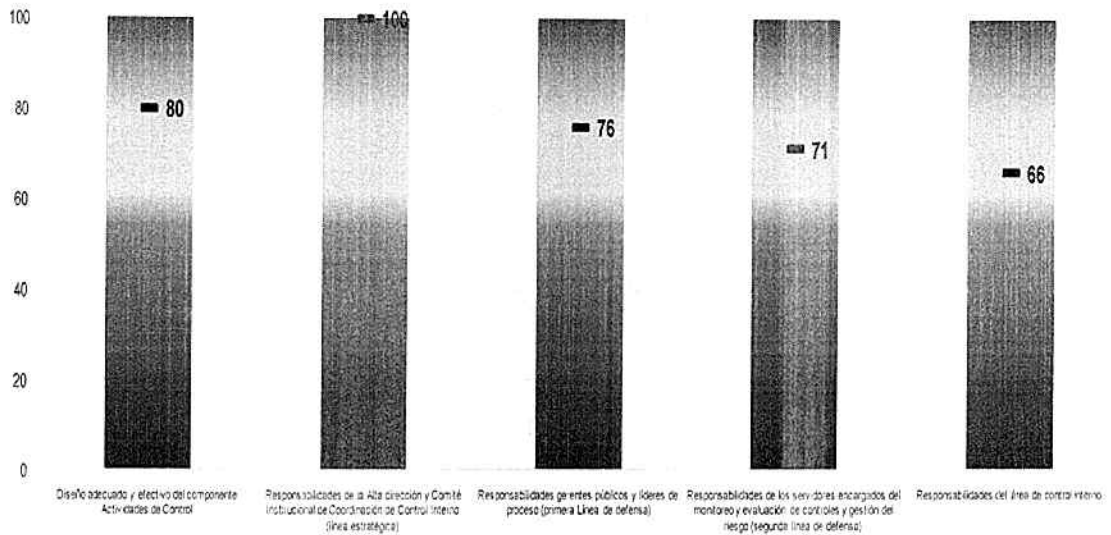 100
80
60
40
20
0
80
100
76
71
66
Diseño adecuado y efectivo del componente
Actividades de Control
Responsabilidades de la Alta dirección y Comité
Institucional de Coordinación de Control Interno
(línea estratégica)
Responsabilidades gerentes públicos y líderes de
proceso (primera Línea de defensa)
Responsabilidades de los servidores encargados del
monitoreo y evaluación de controles y gestión del
riesgo (segunda línea de defensa)
Responsabilidades del área de control interno